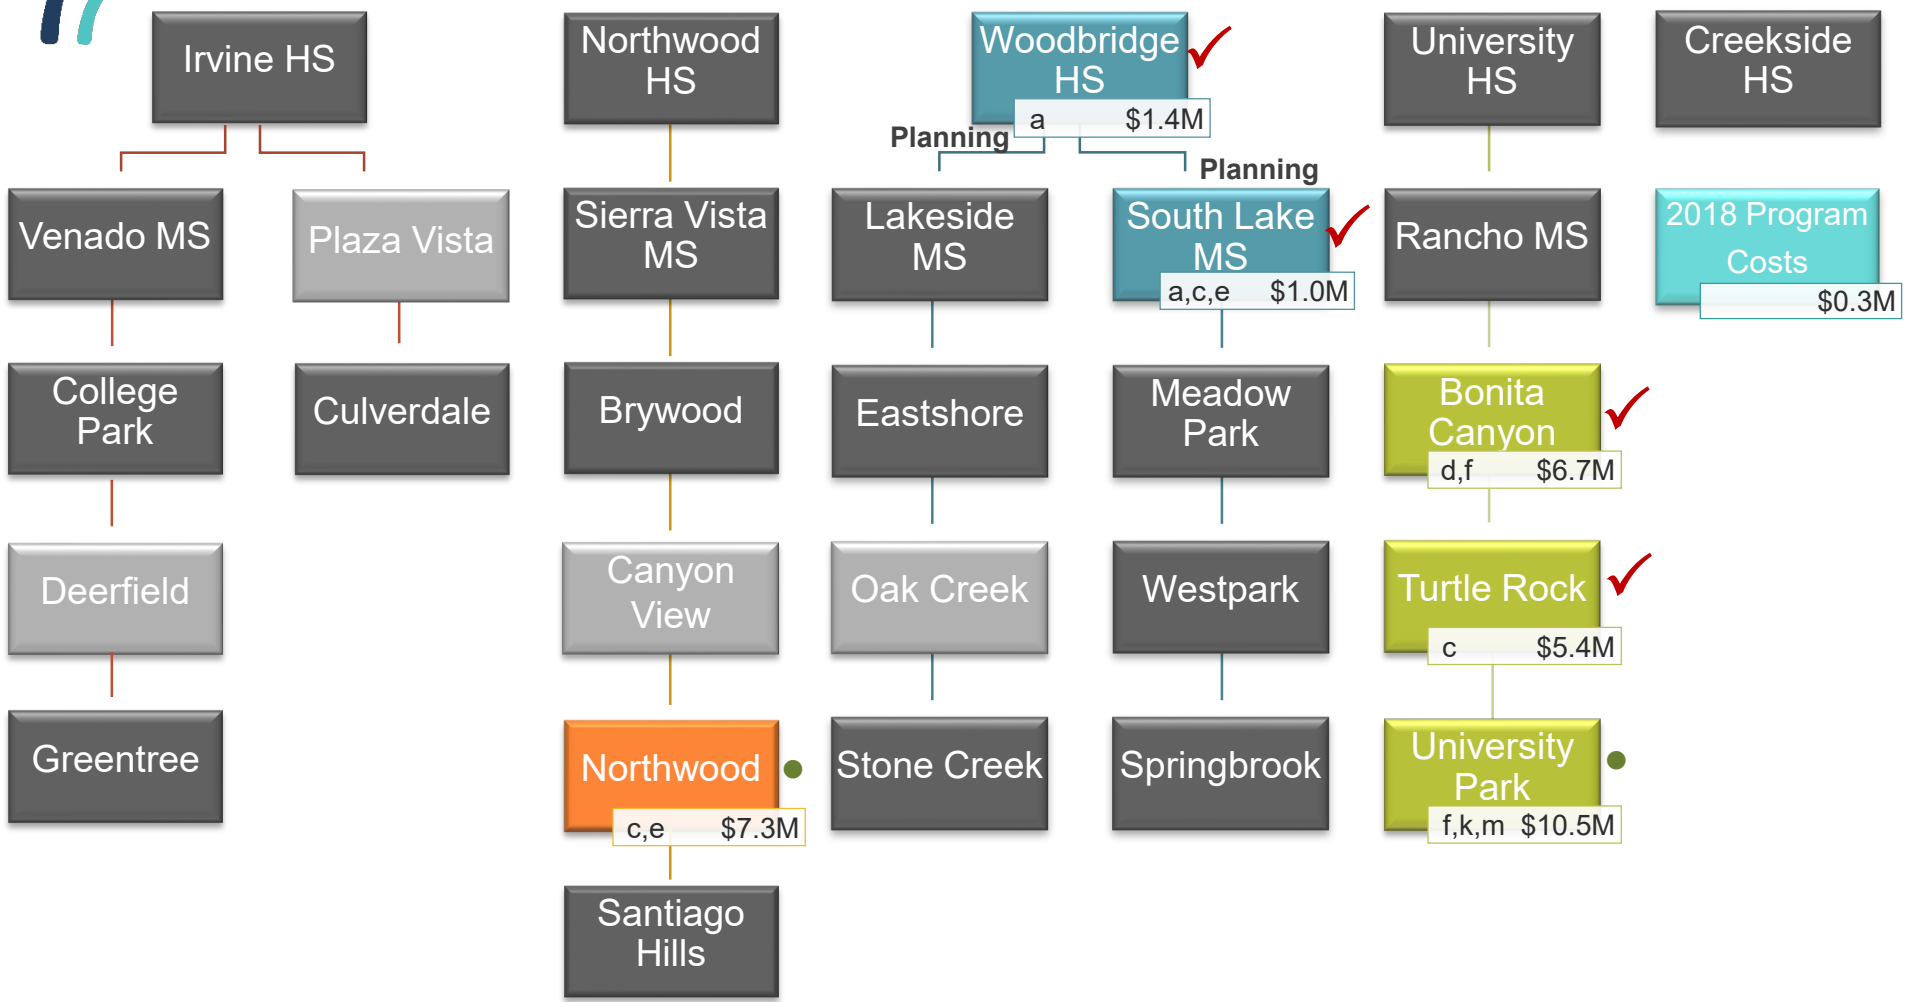 Irvine HS
Northwood
HS
Woodbridge
HS
a $1.4M
University
HS
Creekside
HS
Planning
Planning
Venado MS
Plaza Vista
Sierra Vista
MS
Lakeside
MS
South Lake
MS
a,c,e $1.0M
Rancho MS
2018 Program
Costs
$0.3M
College
Park
Culverdale
Brywood
Eastshore
Meadow
Park
Bonita
Canyon
d,f $6.7M
Deerfield
Canyon
View
Oak Creek
Westpark
Turtle Rock
c $5.4M
Greentree
Northwood
c,e $7.3M
Stone Creek
Springbrook
University
Park
f,k,m $10.5M
Santiago
Hills